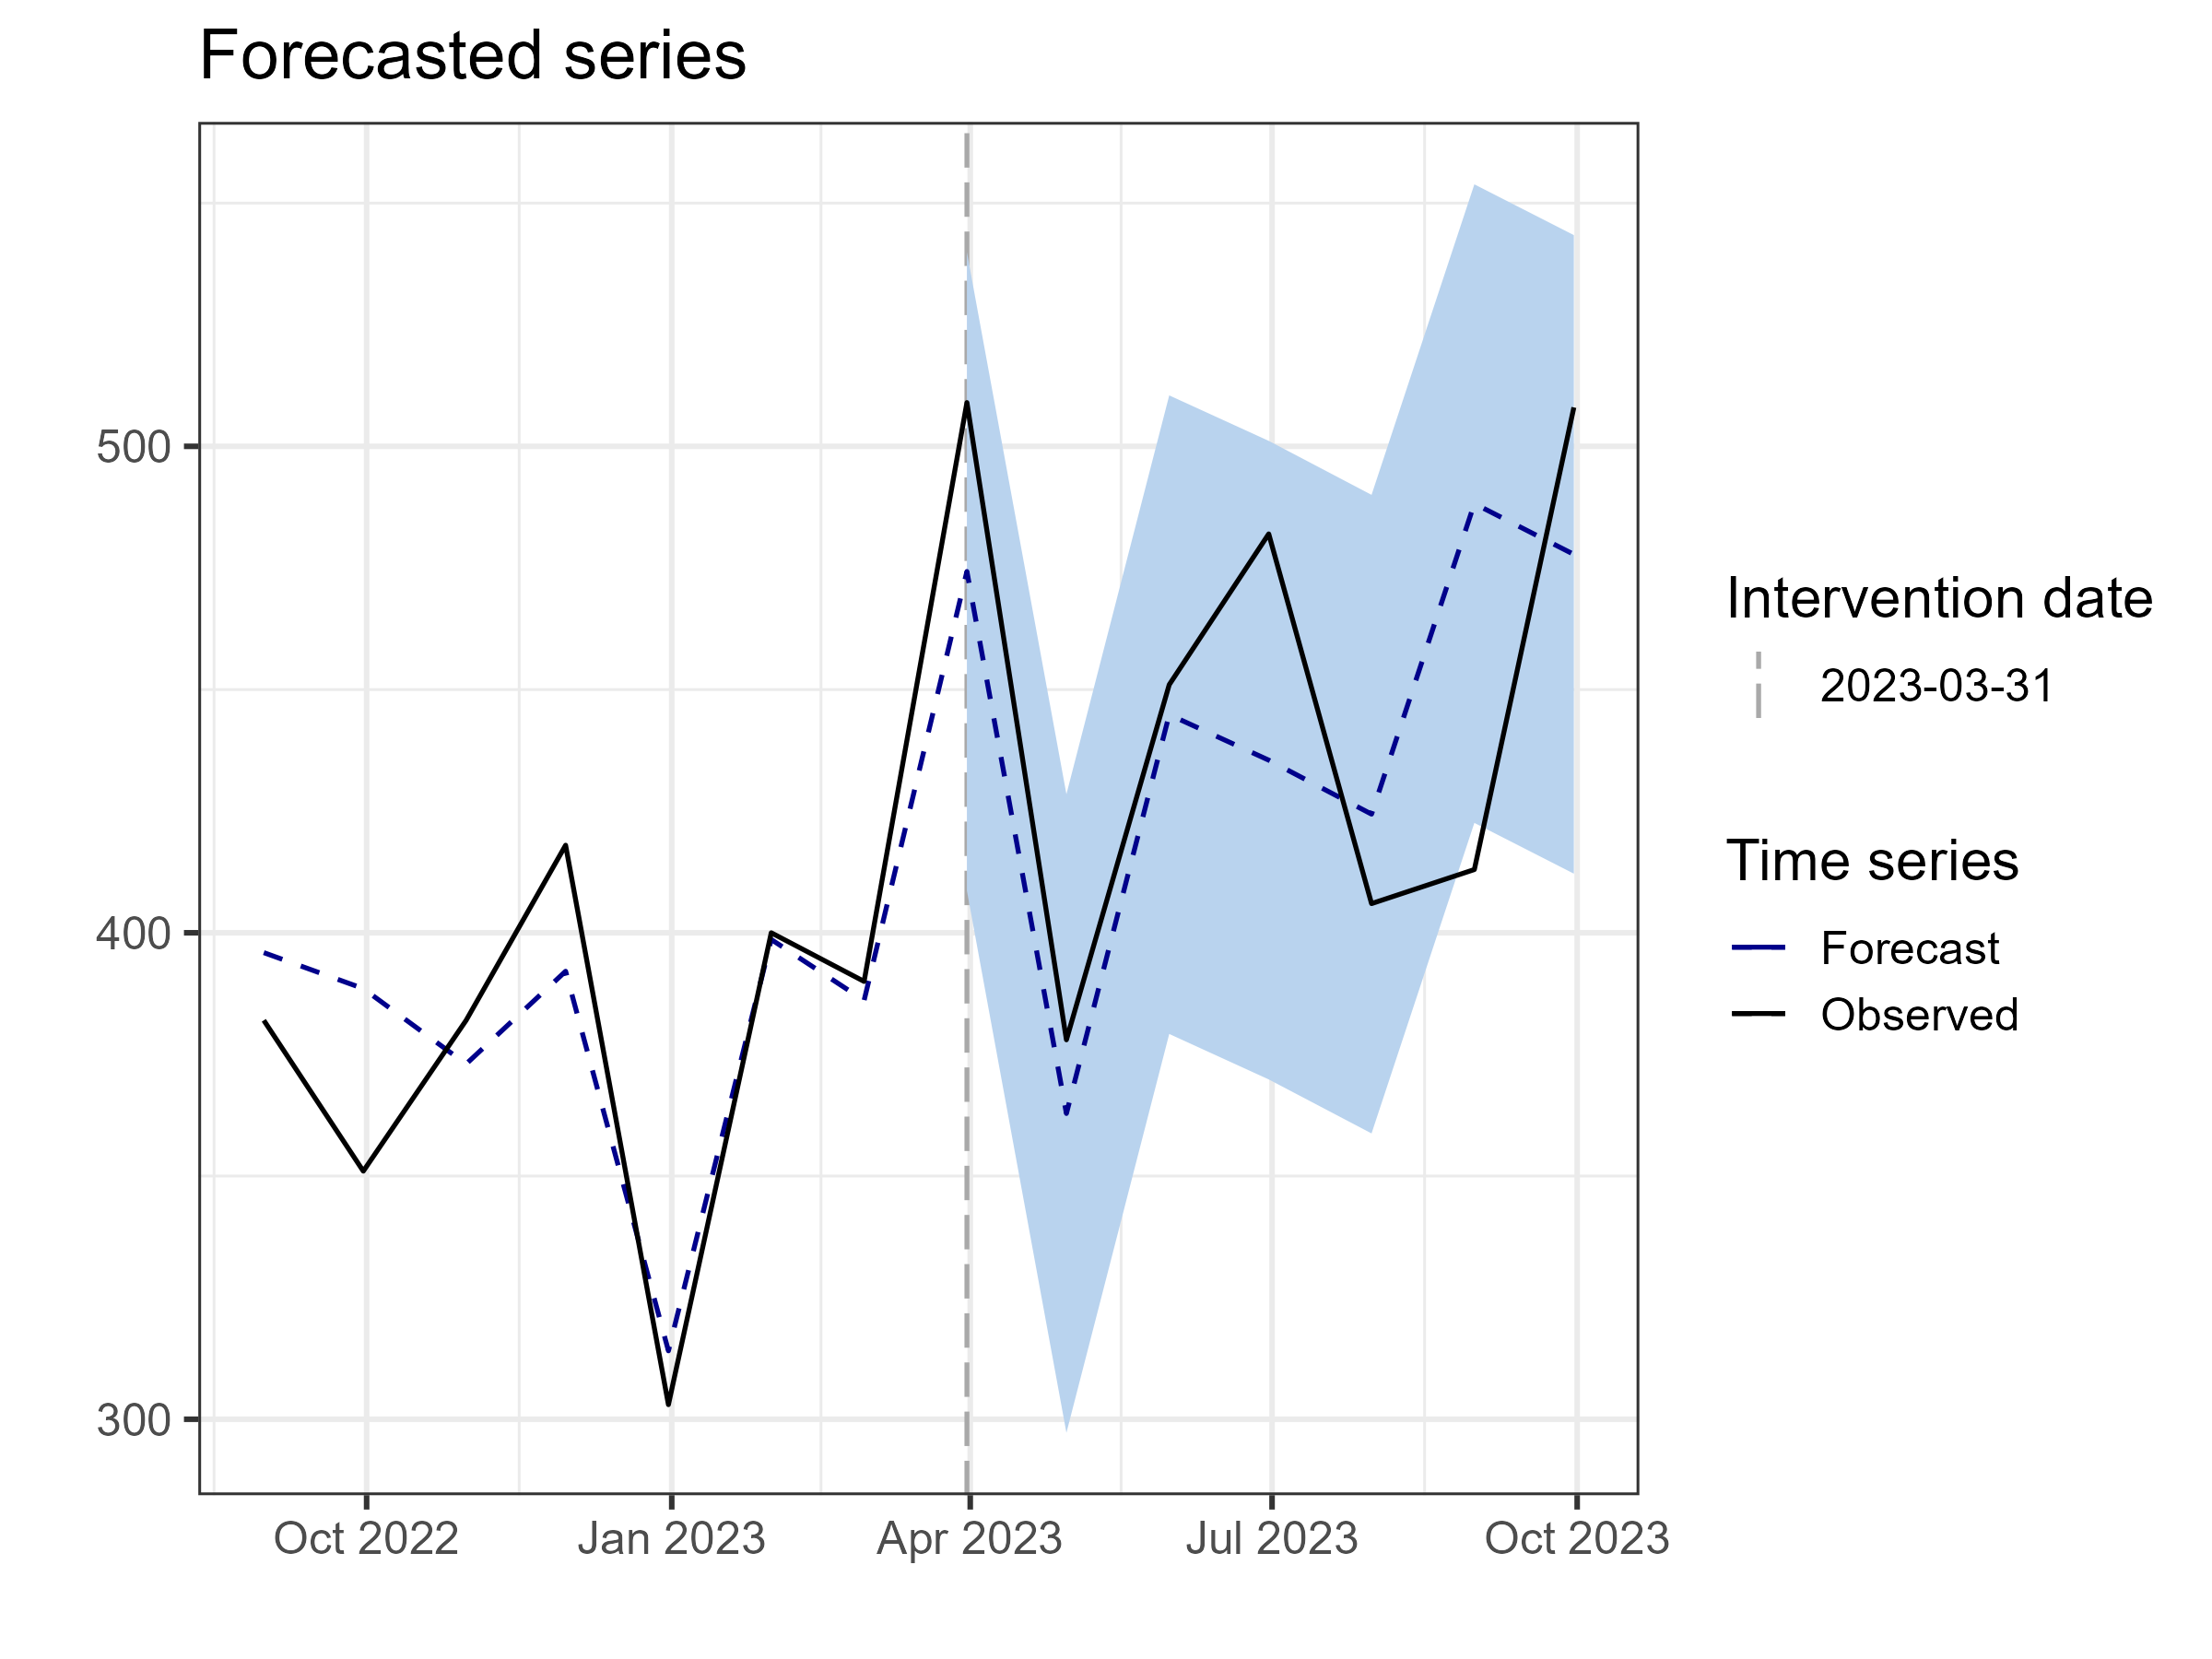 Forecasted series
500
400
300
Oct 2022
Jan 2023
Apr 2023
Jul 2023
Oct 2023
Intervention date
2023-03-31
Time series
Forecast
Observed